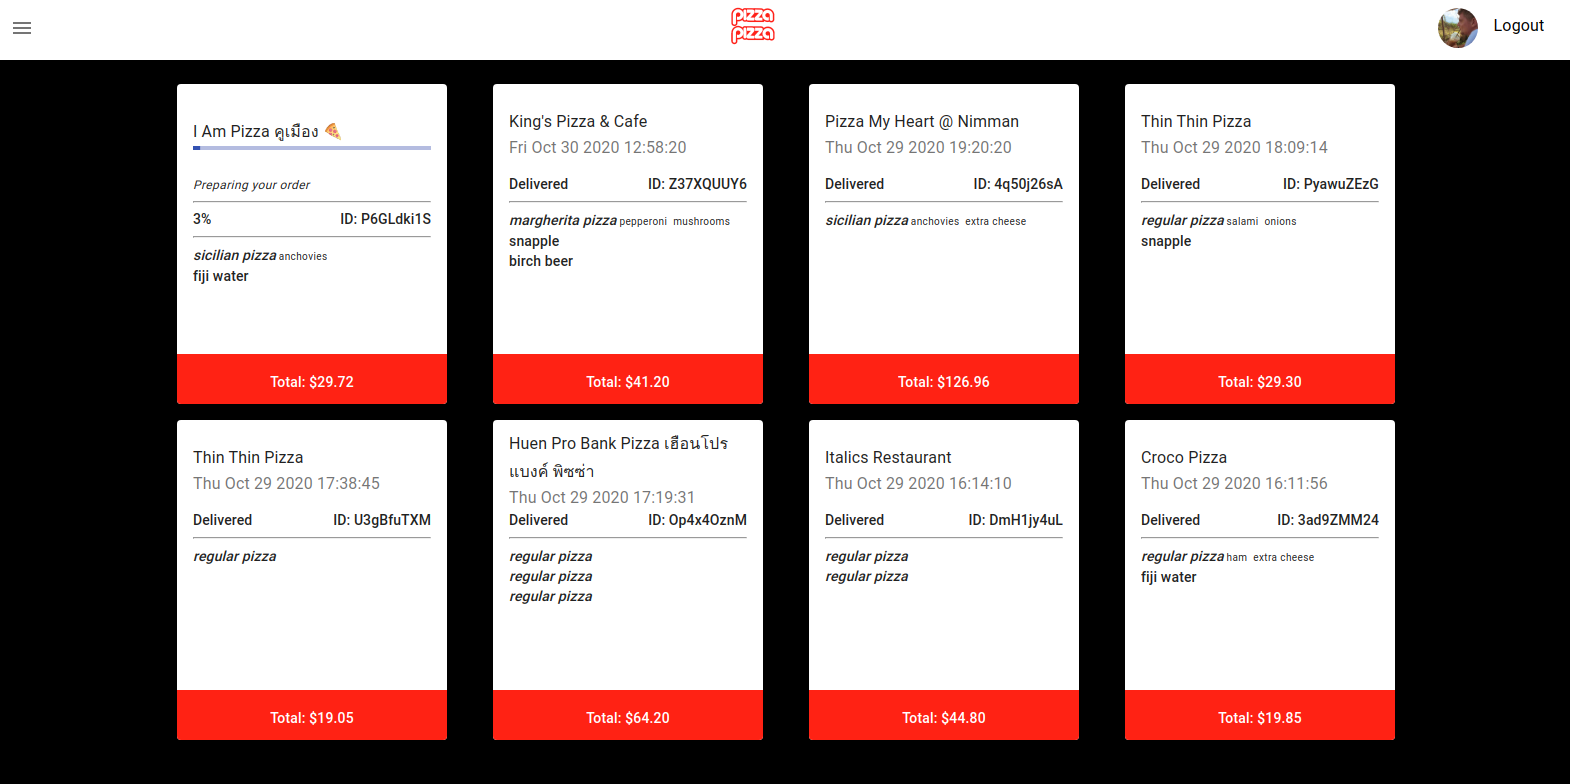 pizza
pizza
Logout
I Am Pizza คูเมือง 🍕
Preparing your order
3% ID: P6GLdki1S
sicilian pizza anchovies
fiji water
Total: $29.72
King's Pizza & Cafe
Fri Oct 30 2020 12:58:20
Delivered ID: Z37XQUUY6
margherita pizza pepperoni mushrooms
snapple
birch beer
Total: $41.20
Pizza My Heart @ Nimman
Thu Oct 29 2020 19:20:20
Delivered ID: 4q50j26sA
sicilian pizza anchovies extra cheese
Total: $126.96
Thin Thin Pizza
Thu Oct 29 2020 18:09:14
Delivered ID: PyawuZEzG
regular pizza salami onions
snapple
Total: $29.30
Thin Thin Pizza
Thu Oct 29 2020 17:38:45
Delivered ID: U3gBfuTXM
regular pizza
Total: $19.05
Huen Pro Bank Pizza เฮือนโปร
แบงค์ พิซซ่า
Thu Oct 29 2020 17:19:31
Delivered ID: Op4x4OznM
regular pizza
regular pizza
regular pizza
Total: $64.20
Italics Restaurant
Thu Oct 29 2020 16:14:10
Delivered ID: DmH1jy4uL
regular pizza
regular pizza
Total: $44.80
Croco Pizza
Thu Oct 29 2020 16:11:56
Delivered ID: 3ad9ZMM24
regular pizza ham extra cheese
fiji water
Total: $19.85